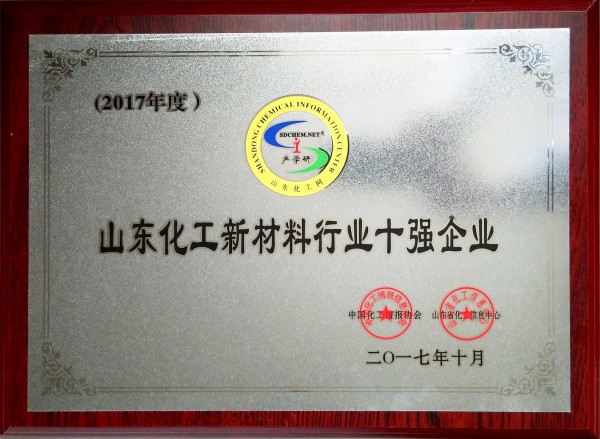 (2017年度)
SHANDONG CHEMICAL INFORMATION CENTER
SDCHEM.NET®
产学研
山东化工网
山东化工新材料行业十强企业
中国化工情报协会 山东省化工信息中心
二〇一七年十月